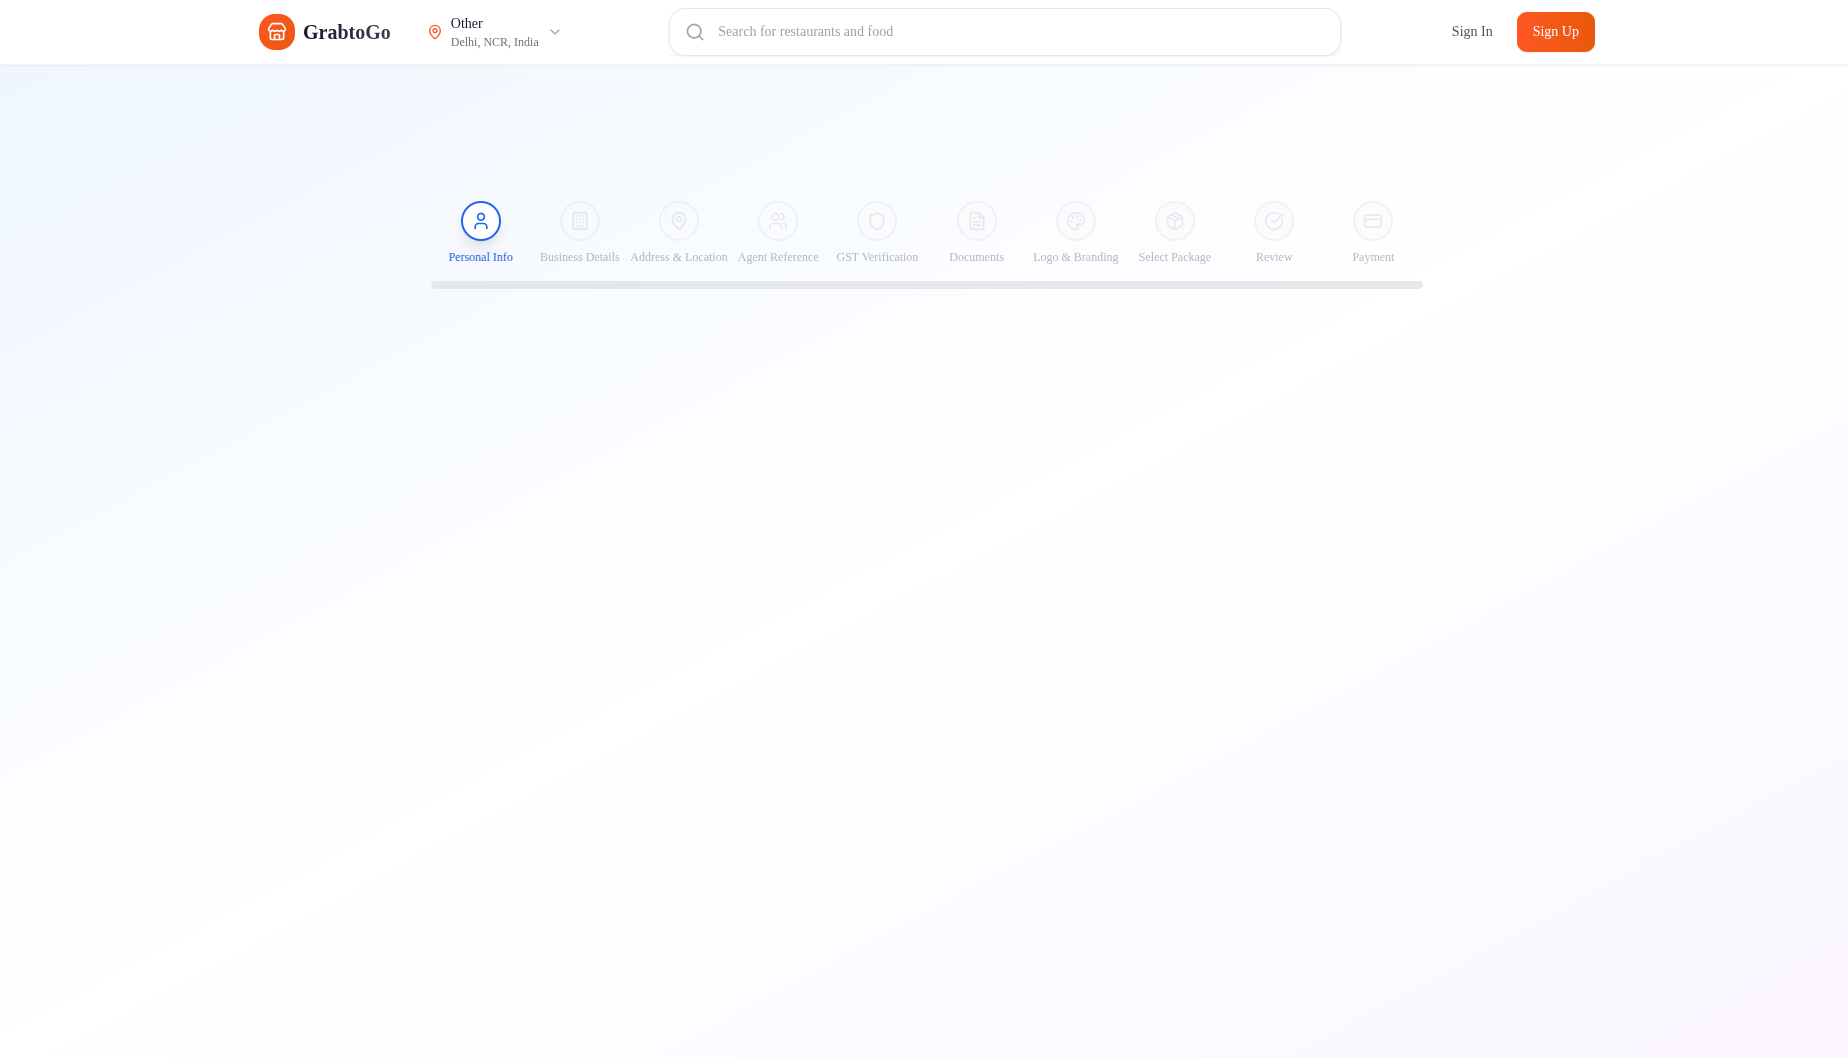 GrabtoGo
Other
Delhi, NCR, India
Search for restaurants and food
Sign In
Sign Up
Personal Info
Business Details
Address & Location
Agent Reference
GST Verification
Documents
Logo & Branding
Select Package
Review
Payment